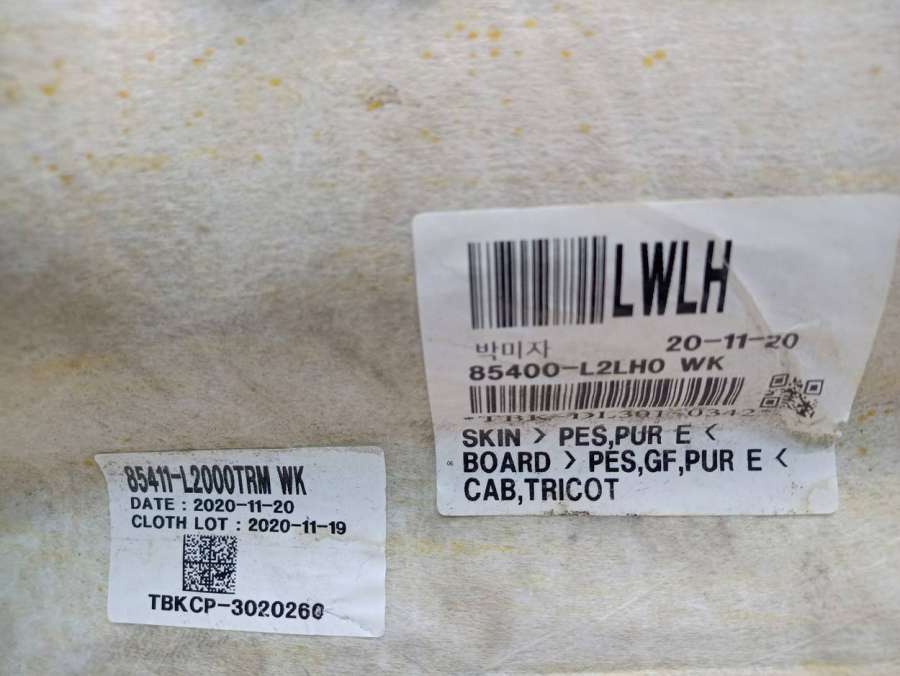 LWLH
박미자 20-11-20
85400-L2LH0 WK
SKIN > PES,PUR E <
BOARD > PES,GF,PUR E <
CAB,TRICOT
85411-L2000TRM WK
DATE : 2020-11-20
CLOTH LOT : 2020-11-19
TBKCP-3020260